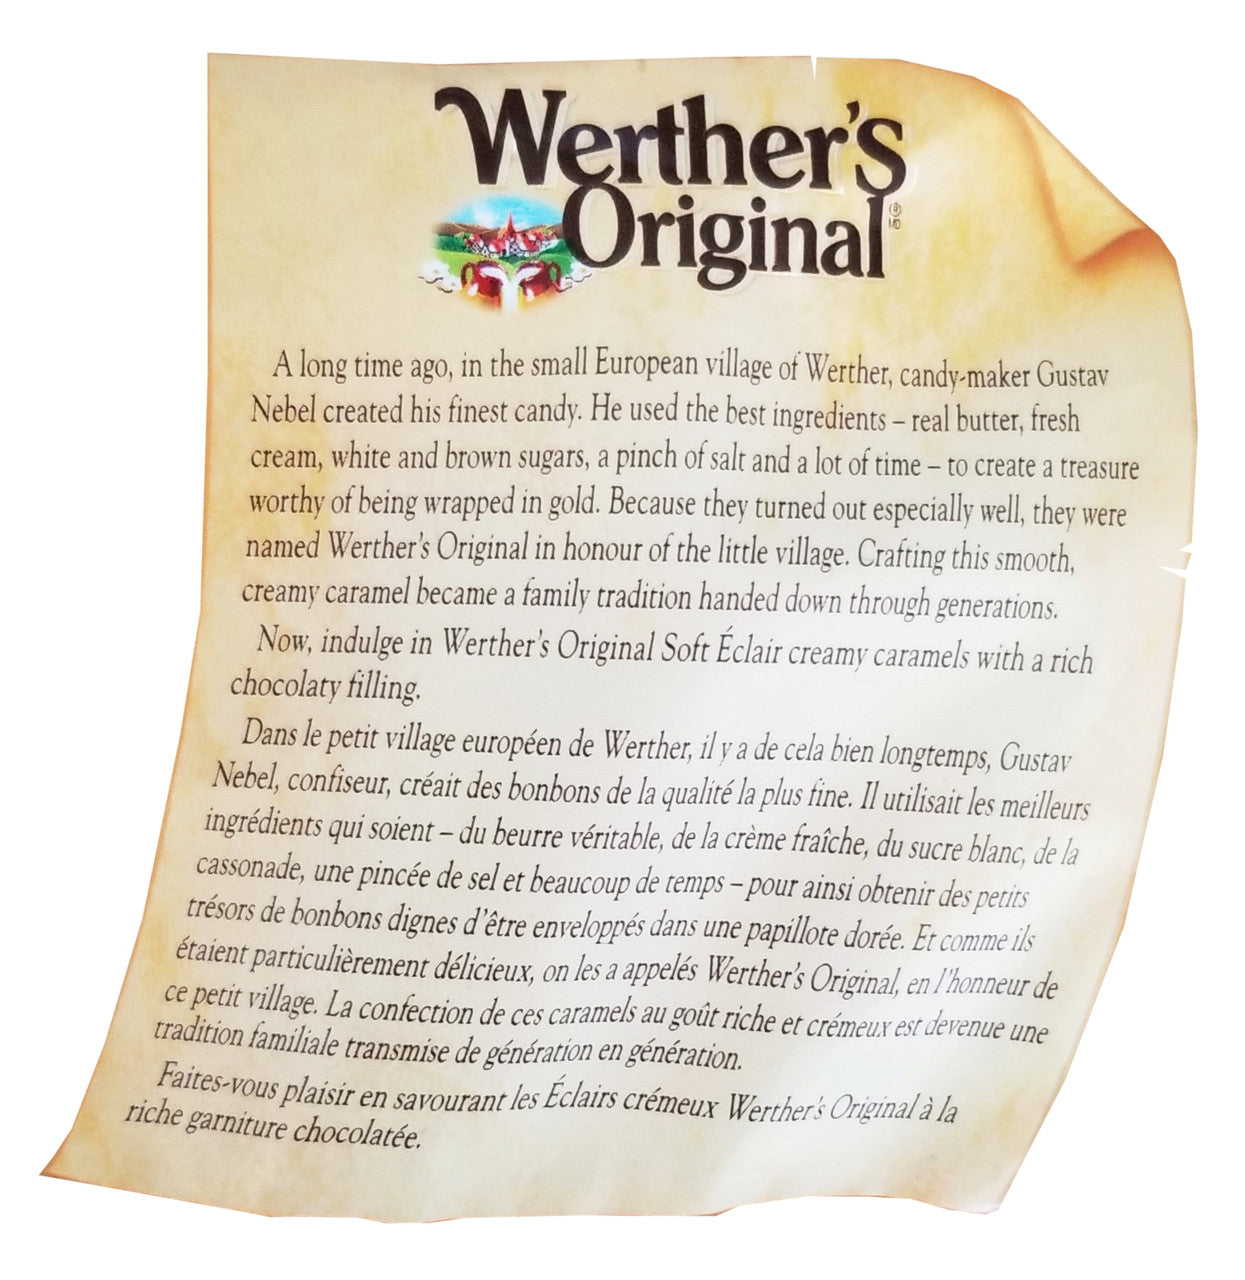 Werther's
Original
®
MD
A long time ago, in the small European village of Werther, candy-maker Gustav
Nebel created his finest candy. He used the best ingredients – real butter, fresh
cream, white and brown sugars, a pinch of salt and a lot of time – to create a treasure
worthy of being wrapped in gold. Because they turned out especially well, they were
named Werther's Original in honour of the little village. Crafting this smooth,
creamy caramel became a family tradition handed down through generations.
Now, indulge in Werther's Original Soft Éclair creamy caramels with a rich
chocolaty filling.
Dans le petit village européen de Werther, il y a de cela bien longtemps, Gustav
Nebel, confiseur, créait des bonbons de la qualité la plus fine. Il utilisait les meilleurs
ingrédients qui soient – du beurre véritable, de la crème fraîche, du sucre blanc, de la
cassonade, une pincée de sel et beaucoup de temps – pour ainsi obtenir des petits
trésors de bonbons dignes d'être enveloppés dans une papillote dorée. Et comme ils
étaient particulièrement délicieux, on les a appelés Werther's Original, en l'honneur de
ce petit village. La confection de ces caramels au goût riche et crémeux est devenue une
tradition familiale transmise de génération en génération.
Faites-vous plaisir en savourant les Éclairs crémeux Werther's Original à la
riche garniture chocolatée.